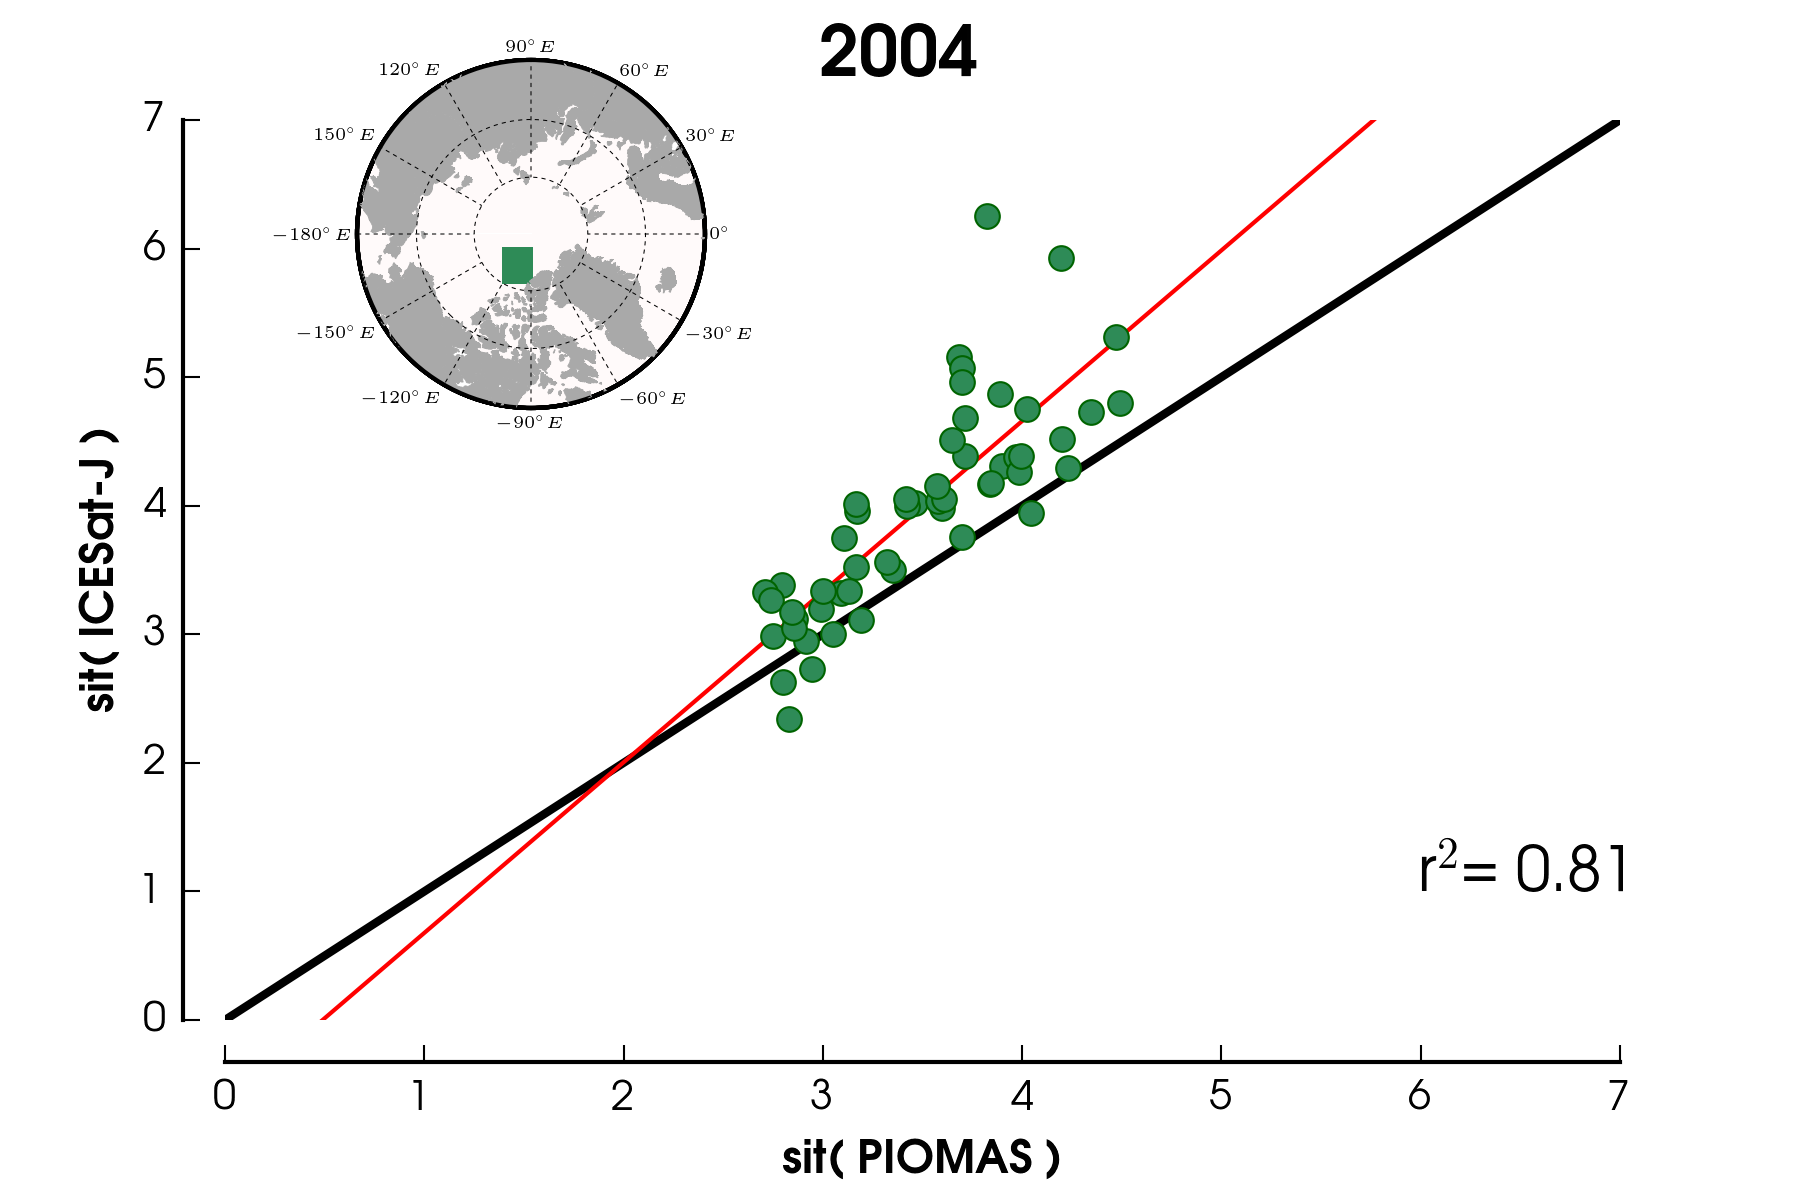 2004
90° E
120° E
60° E
150° E
30° E
−180° E
0°
−150° E
−30° E
−120° E
−60° E
−90° E
7
6
5
4
3
2
1
0
sit( ICESat-J )
r²= 0.81
0 1 2 3 4 5 6 7
sit( PIOMAS )